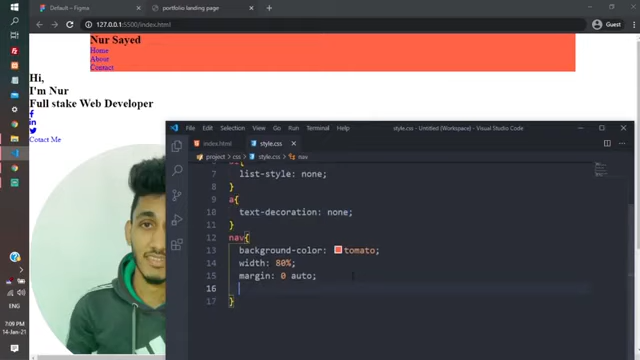 Default – Figma
portfolio landing page
127.0.0.1:5500/index.html
Guest
Nur Sayed
Home
About
Contact
Hi,
I'm Nur
Full stake Web Developer
Cotact Me
File Edit Selection View Go Run Terminal Help
style.css - Untitled (Workspace) - Visual Studio Code
index.html
style.css
project > css > style.css > nav
7 list-style: none;
8 }
9 a{
10 text-decoration: none;
11 }
12 nav{
13 background-color: tomato;
14 width: 80%;
15 margin: 0 auto;
16
17 }
ENG
7:09 PM
14-Jan-21